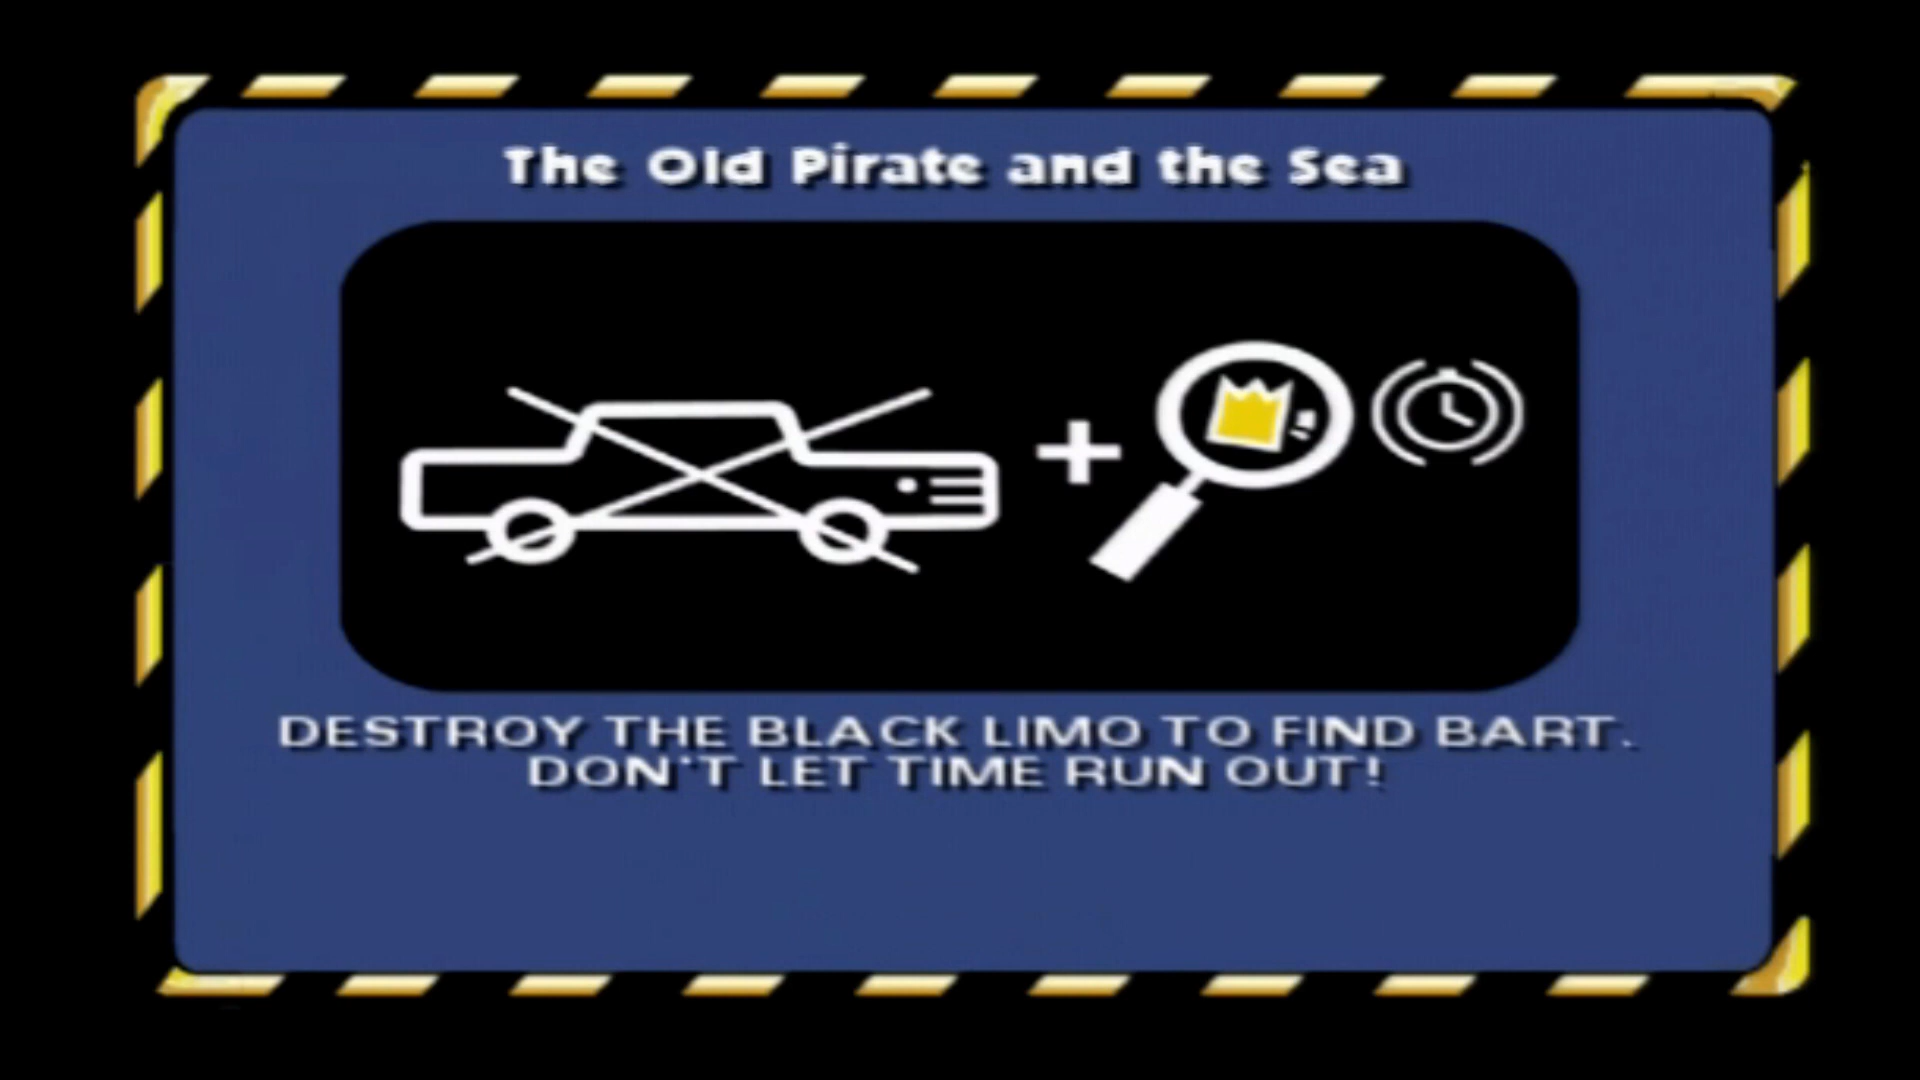 The Old Pirate and the Sea
DESTROY THE BLACK LIMO TO FIND BART.
DON'T LET TIME RUN OUT!